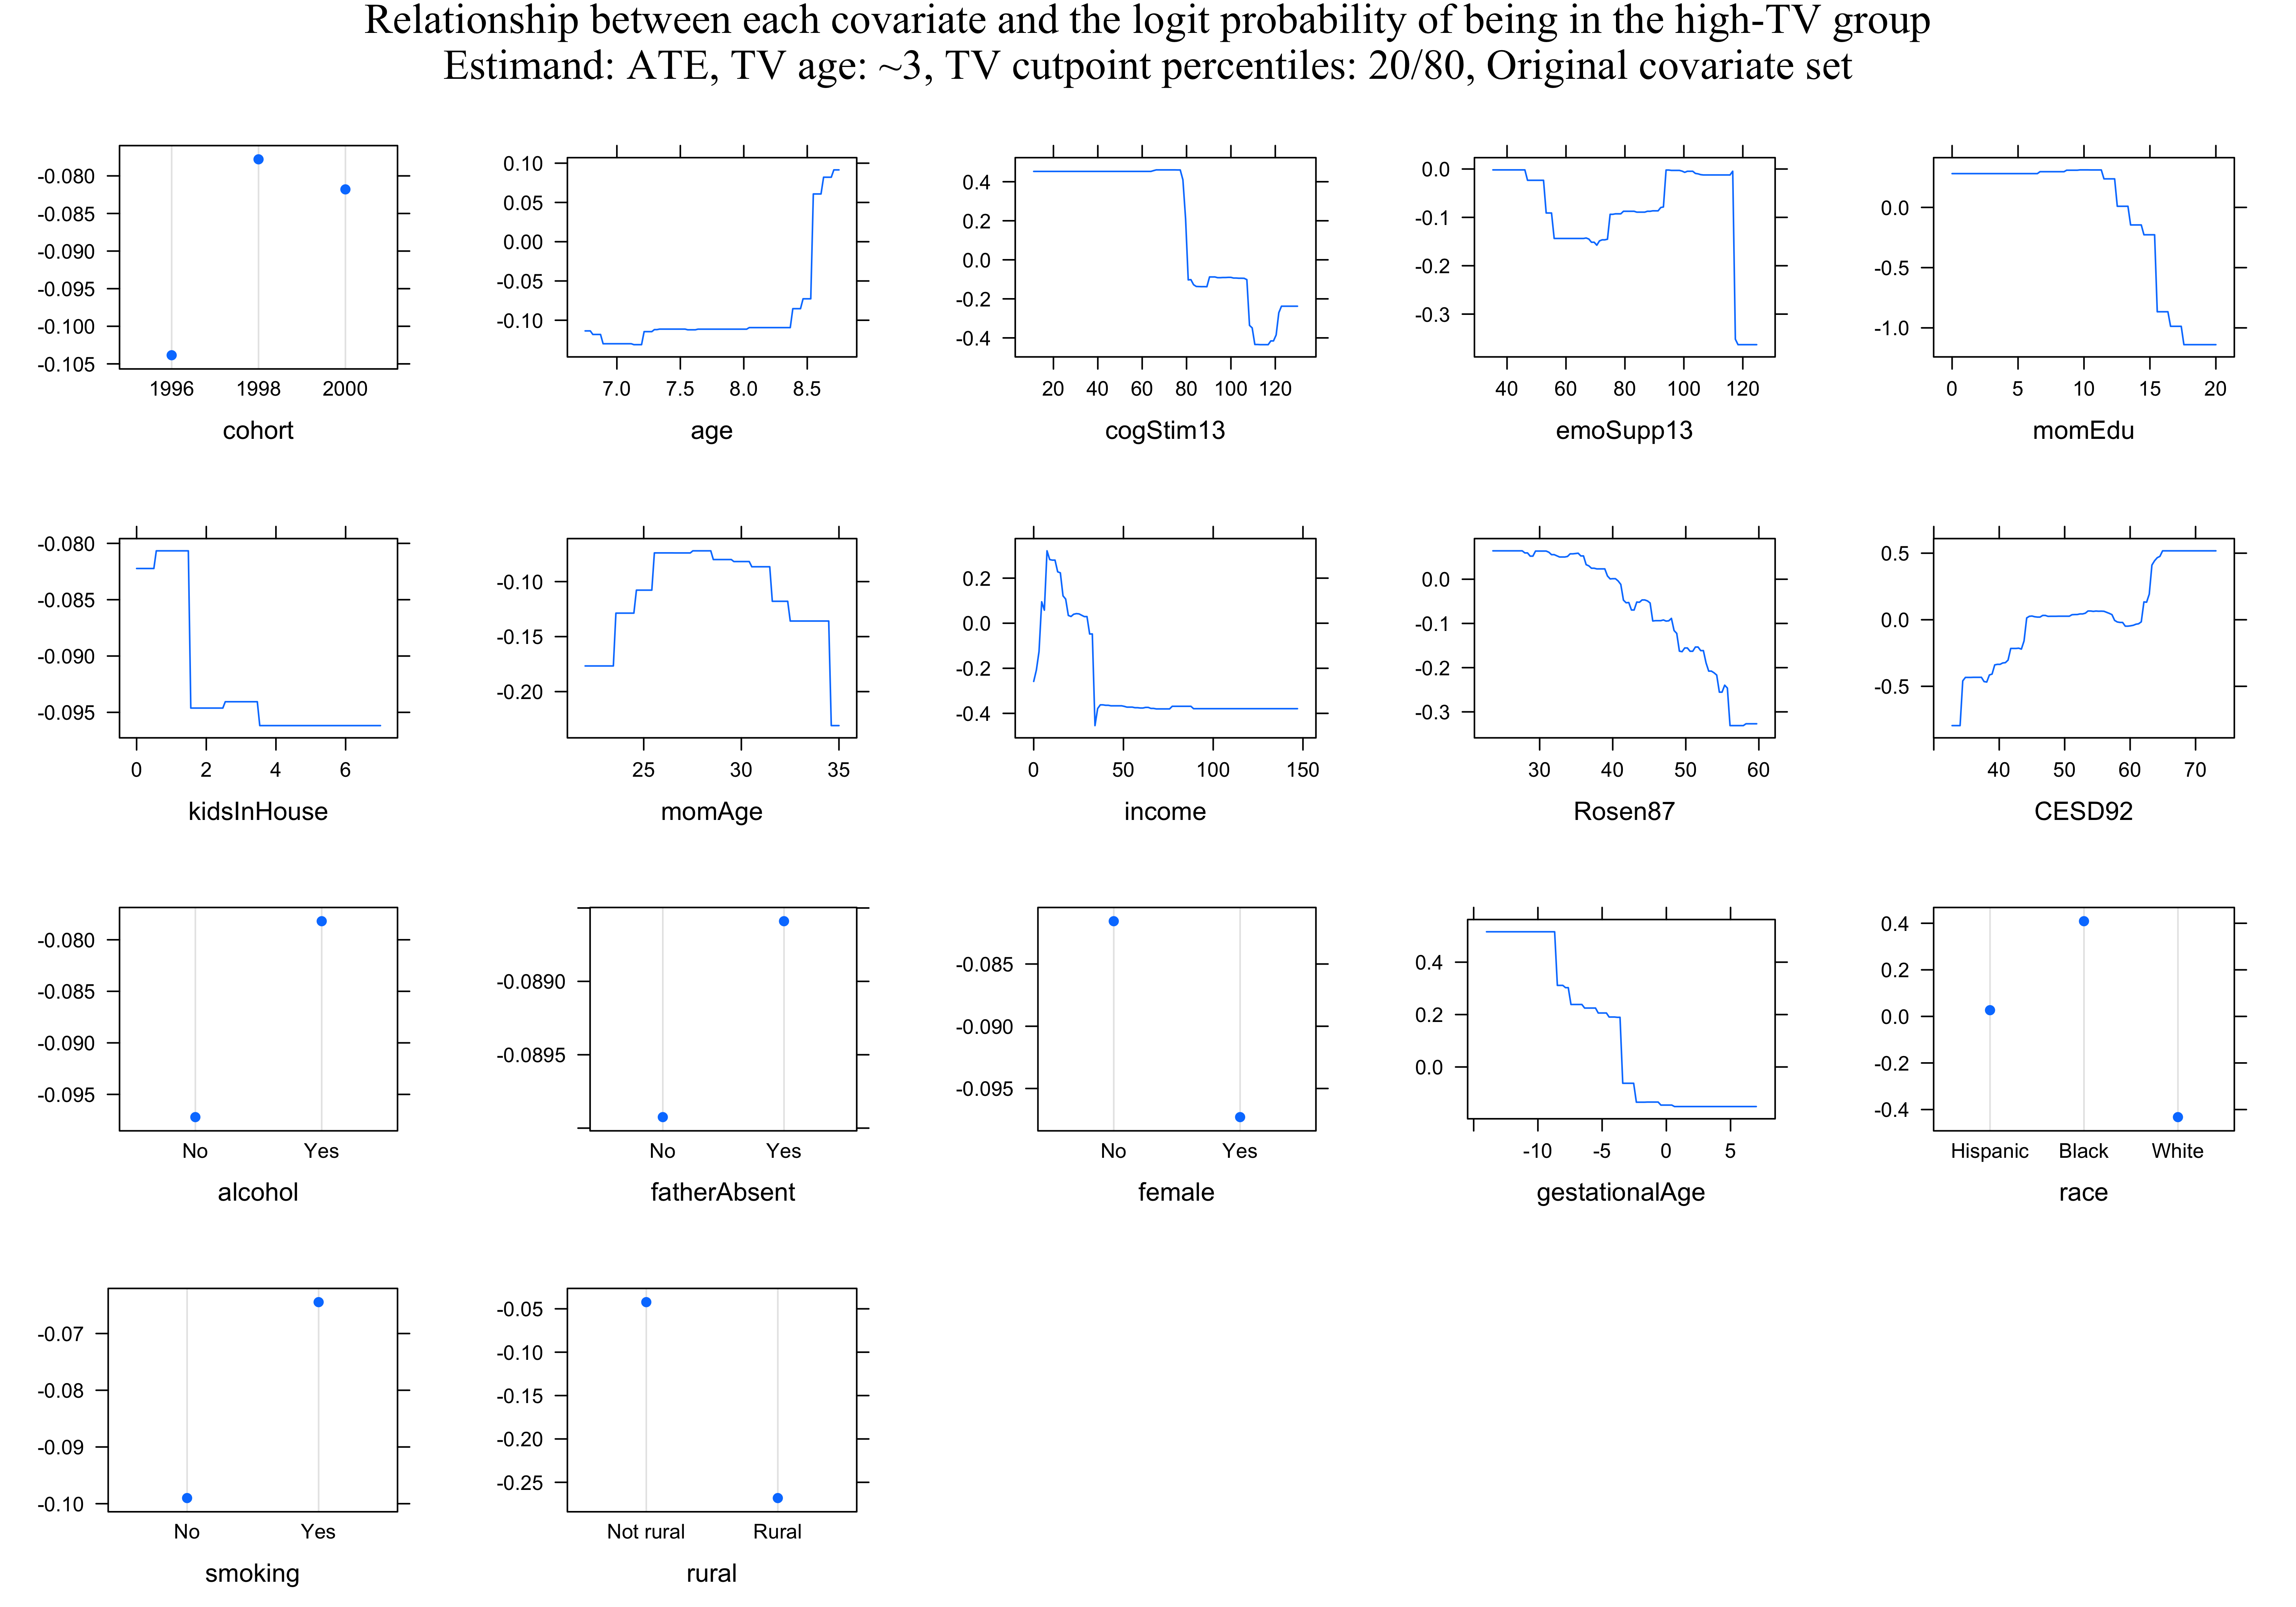 Relationship between each covariate and the logit probability of being in the high-TV group
Estimand: ATE, TV age: ~3, TV cutpoint percentiles: 20/80, Original covariate set
-0.080
-0.085
-0.090
-0.095
-0.100
-0.105
1996 1998 2000
cohort
0.10
0.05
0.00
-0.05
-0.10
7.0 7.5 8.0 8.5
age
0.4
0.2
0.0
-0.2
-0.4
20 40 60 80 100 120
cogStim13
0.0
-0.1
-0.2
-0.3
40 60 80 100 120
emoSupp13
0.0
-0.5
-1.0
0 5 10 15 20
momEdu
-0.080
-0.085
-0.090
-0.095
0 2 4 6
kidsInHouse
-0.10
-0.15
-0.20
25 30 35
momAge
0.2
0.0
-0.2
-0.4
0 50 100 150
income
0.0
-0.1
-0.2
-0.3
30 40 50 60
Rosen87
0.5
0.0
-0.5
40 50 60 70
CESD92
-0.080
-0.085
-0.090
-0.095
No Yes
alcohol
-0.0890
-0.0895
No Yes
fatherAbsent
-0.085
-0.090
-0.095
No Yes
female
0.4
0.2
0.0
-10 -5 0 5
gestationalAge
0.4
0.2
0.0
-0.2
-0.4
Hispanic Black White
race
-0.07
-0.08
-0.09
-0.10
No Yes
smoking
-0.05
-0.10
-0.15
-0.20
-0.25
Not rural Rural
rural